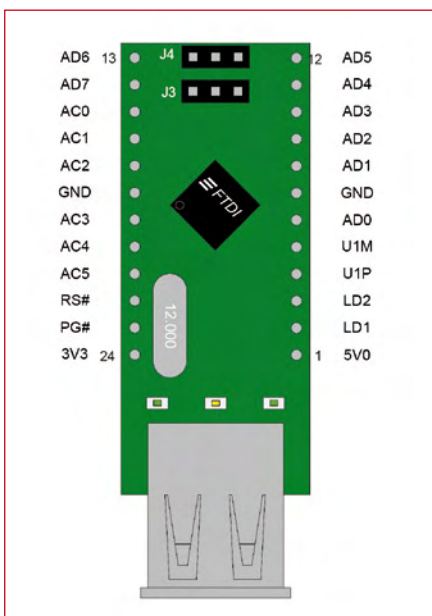 AD6 13 J4 12 AD5
AD7 J3 AD4
AC0 AD3
AC1 AD2
AC2 AD1
GND FTDI GND
AC3 AD0
AC4 U1M
AC5 U1P
RS# 12.000 LD2
PG# LD1
3V3 24 1 5V0